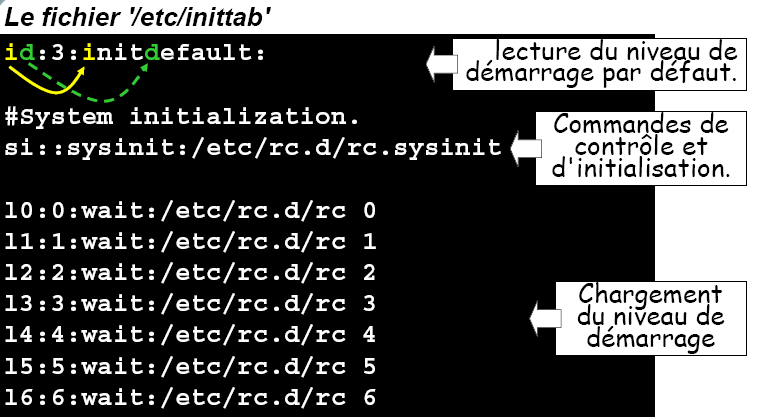 Le fichier '/etc/inittab'
id:3:initdefault:
lecture du niveau de
démarrage par défaut.
#System initialization.
si::sysinit:/etc/rc.d/rc.sysinit
Commandes de
contrôle et
d'initialisation.
l0:0:wait:/etc/rc.d/rc 0
l1:1:wait:/etc/rc.d/rc 1
l2:2:wait:/etc/rc.d/rc 2
l3:3:wait:/etc/rc.d/rc 3
l4:4:wait:/etc/rc.d/rc 4
l5:5:wait:/etc/rc.d/rc 5
l6:6:wait:/etc/rc.d/rc 6
Chargement
du niveau de
démarrage